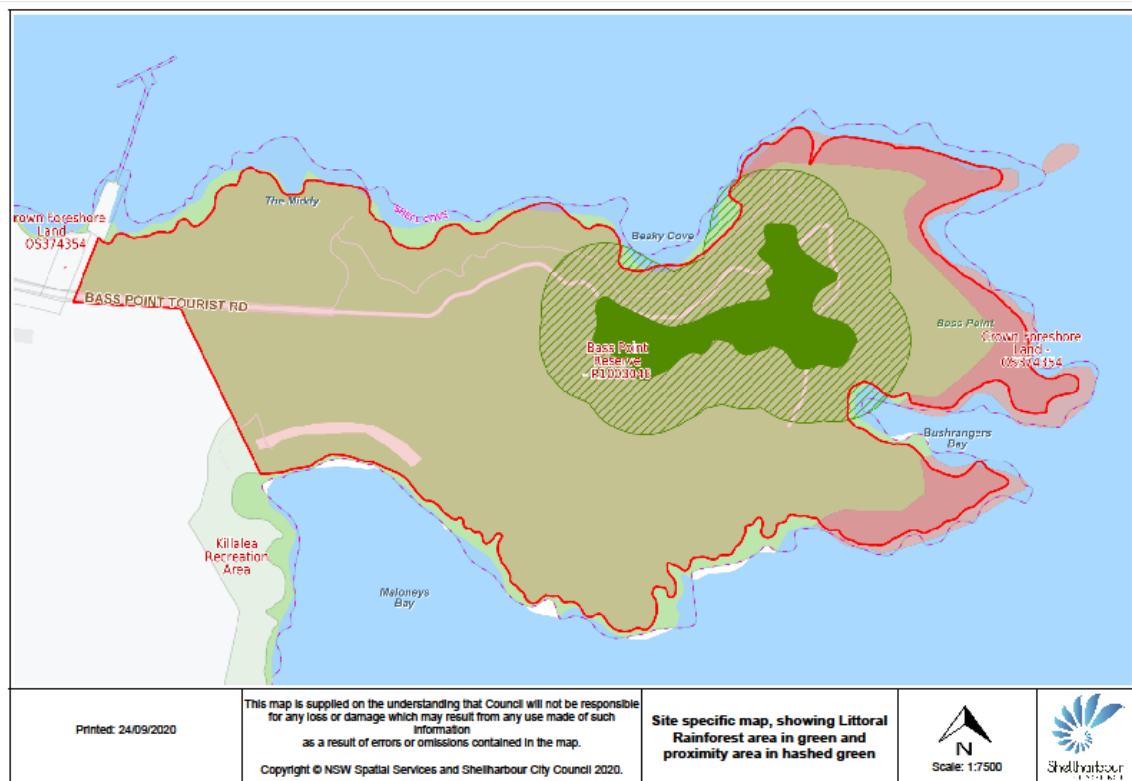 The Middy
SHELL COVE
rown Foreshore
Land -
OS374354
Beaky Cove
BASS POINT TOURIST RD
Bass Point
Crown Foreshore
Land -
OS374354
Bass Point
Reserve
- R1003048
Bushrangers
Bay
Killalea
Recreation
Area
Maloneys
Bay
Printed: 24/09/2020
This map is supplied on the understanding that Council will not be responsible
for any loss or damage which may result from any use made of such
information
as a result of errors or omissions contained in the map.
Copyright © NSW Spatial Services and Shellharbour City Council 2020.
Site specific map, showing Littoral
Rainforest area in green and
proximity area in hashed green
N
Scale: 1:7500
Shellharbour